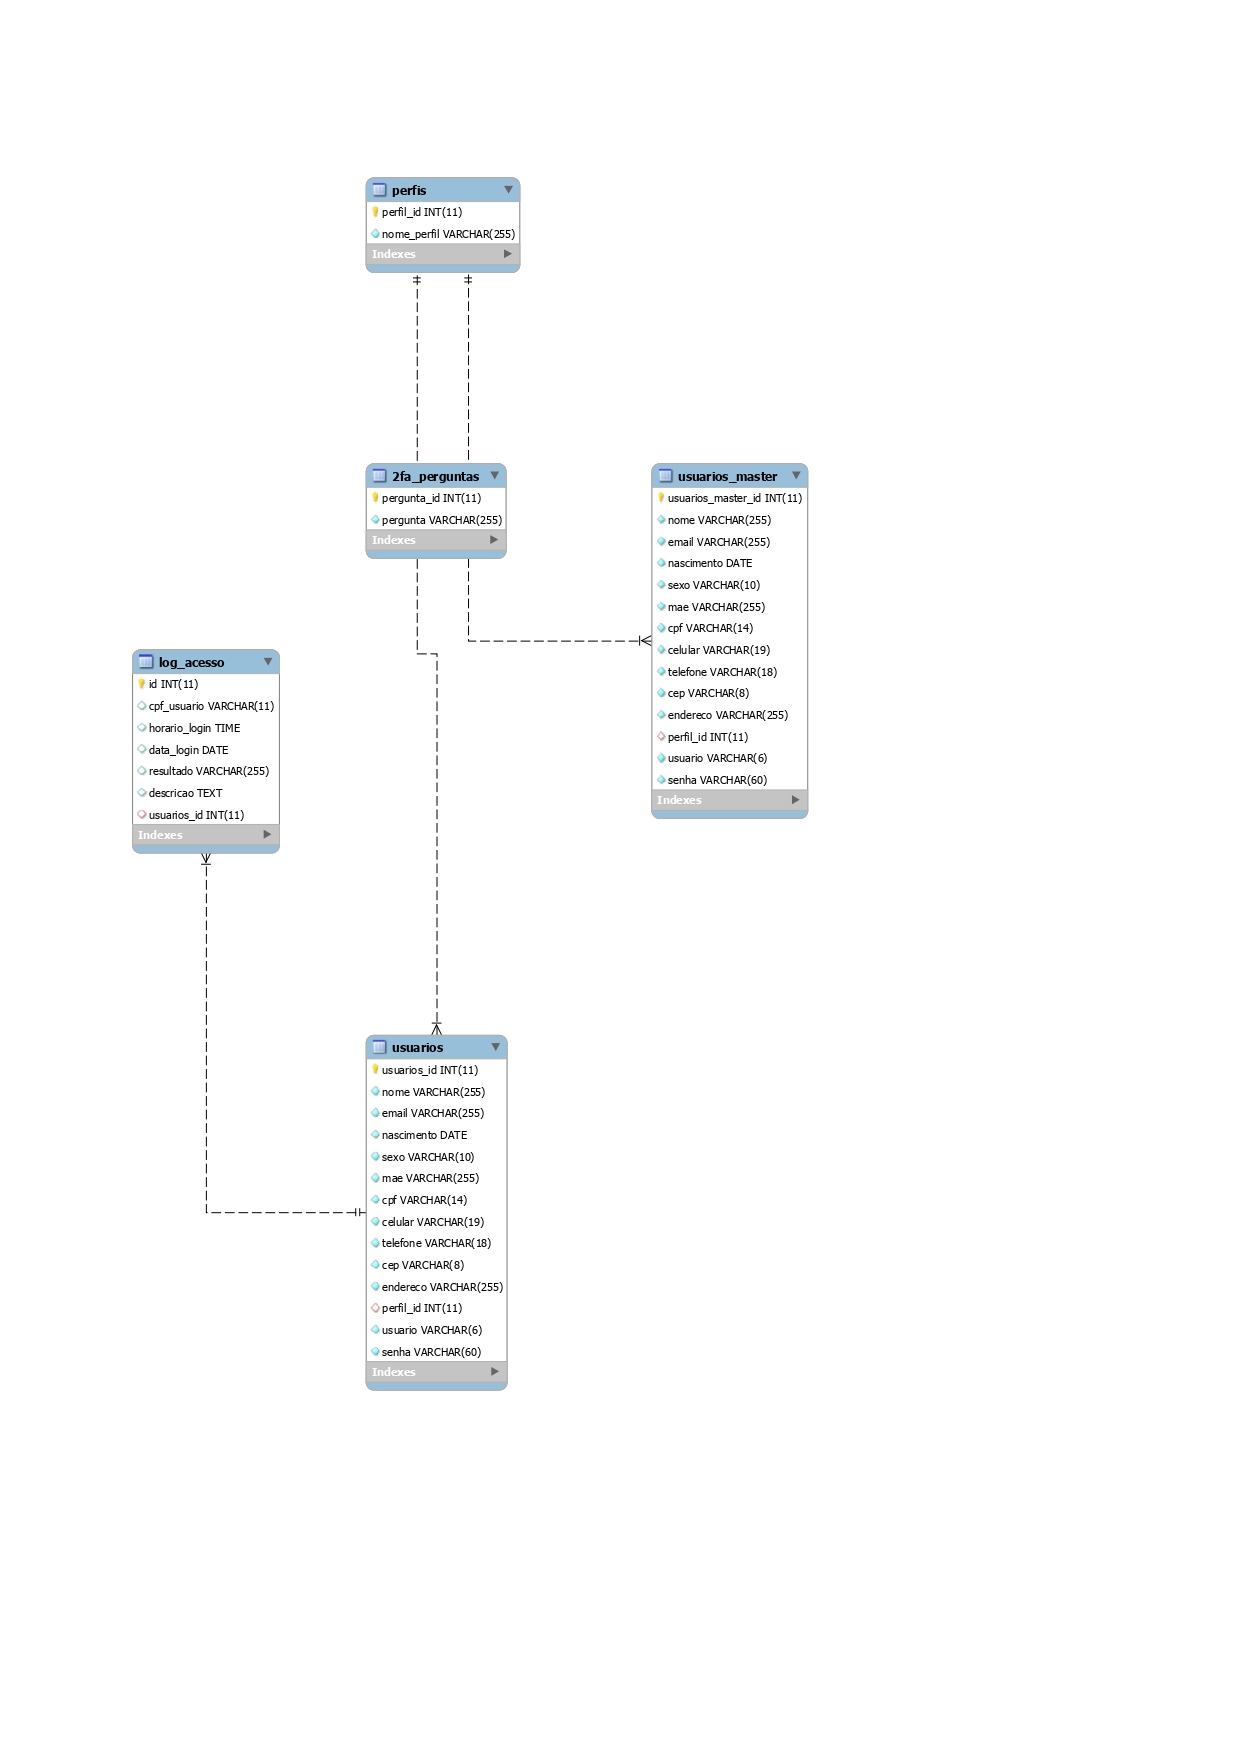 perfis
perfil_id INT(11)
nome_perfil VARCHAR(255)
Indexes
2fa_perguntas
pergunta_id INT(11)
pergunta VARCHAR(255)
Indexes
usuarios_master
usuarios_master_id INT(11)
nome VARCHAR(255)
email VARCHAR(255)
nascimento DATE
sexo VARCHAR(10)
mae VARCHAR(255)
cpf VARCHAR(14)
celular VARCHAR(19)
telefone VARCHAR(18)
cep VARCHAR(8)
endereco VARCHAR(255)
perfil_id INT(11)
usuario VARCHAR(6)
senha VARCHAR(60)
Indexes
log_acesso
id INT(11)
cpf_usuario VARCHAR(11)
horario_login TIME
data_login DATE
resultado VARCHAR(255)
descricao TEXT
usuarios_id INT(11)
Indexes
usuarios
usuarios_id INT(11)
nome VARCHAR(255)
email VARCHAR(255)
nascimento DATE
sexo VARCHAR(10)
mae VARCHAR(255)
cpf VARCHAR(14)
celular VARCHAR(19)
telefone VARCHAR(18)
cep VARCHAR(8)
endereco VARCHAR(255)
perfil_id INT(11)
usuario VARCHAR(6)
senha VARCHAR(60)
Indexes